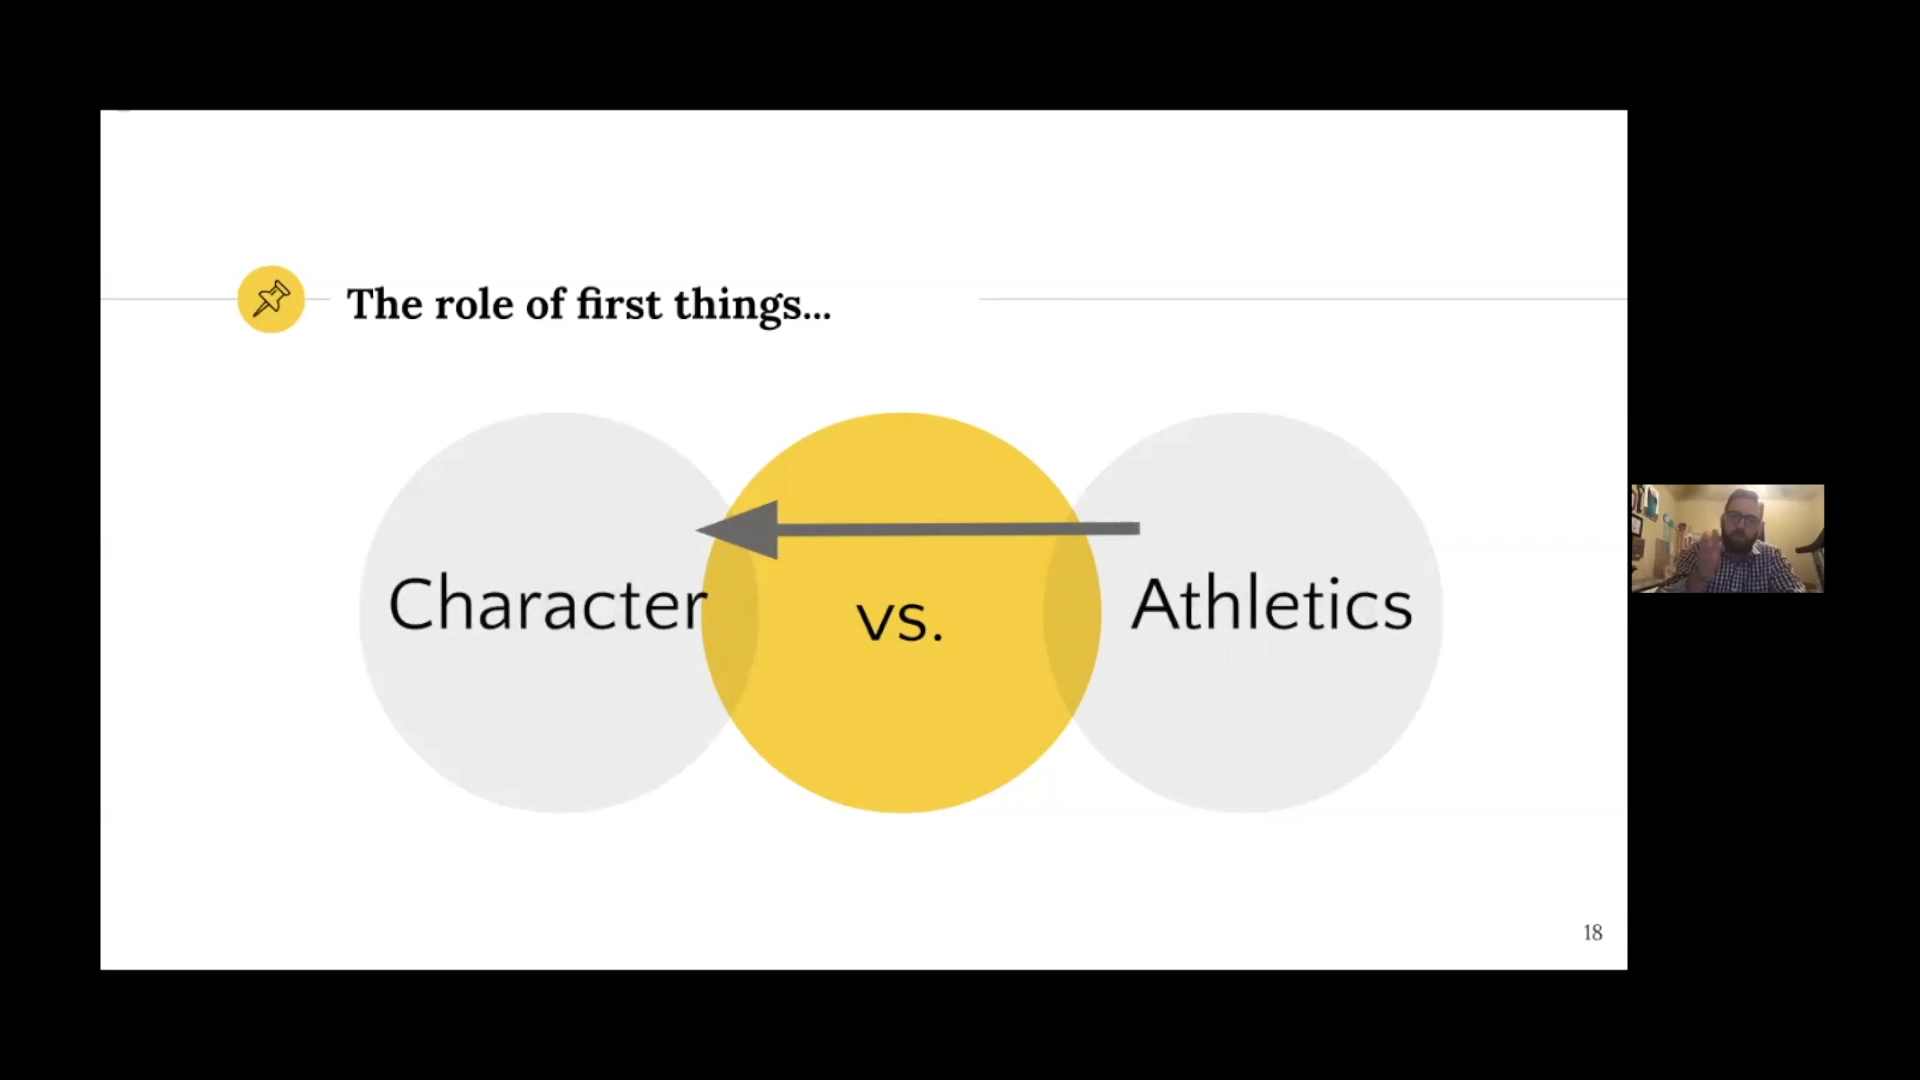 The role of first things...
Character
vs.
Athletics
18